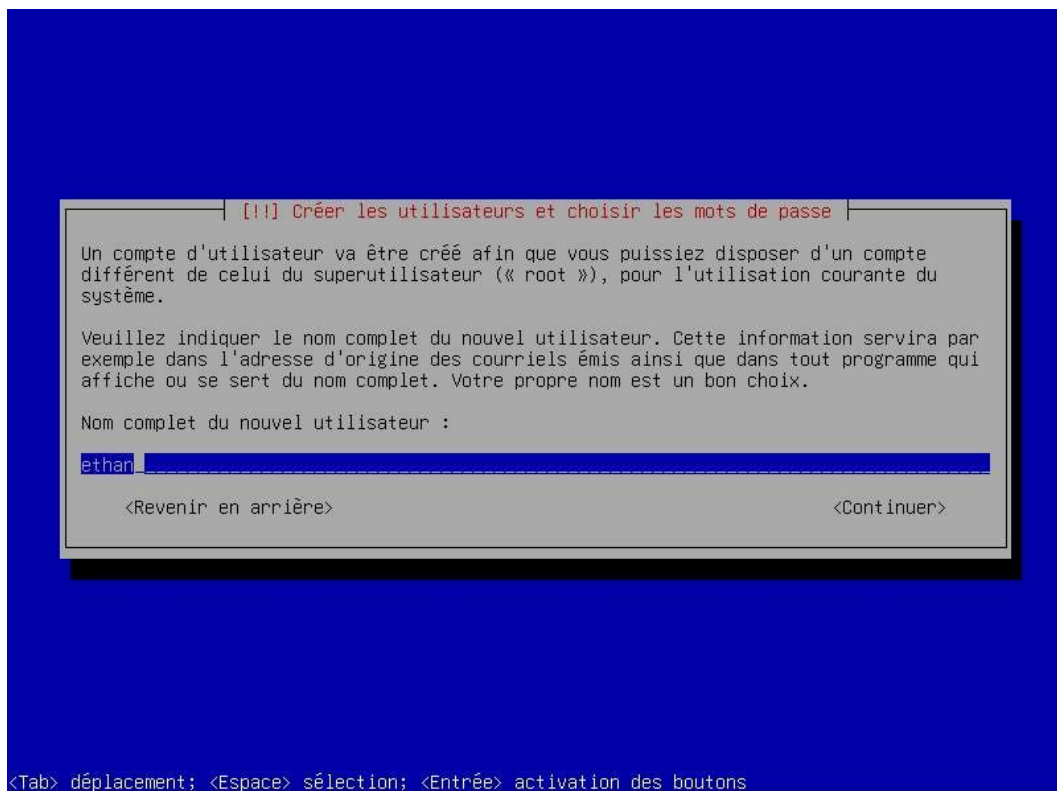 [!!] Créer les utilisateurs et choisir les mots de passe
Un compte d'utilisateur va être créé afin que vous puissiez disposer d'un compte
différent de celui du superutilisateur (« root »), pour l'utilisation courante du
système.
Veuillez indiquer le nom complet du nouvel utilisateur. Cette information servira par
exemple dans l'adresse d'origine des courriels émis ainsi que dans tout programme qui
affiche ou se sert du nom complet. Votre propre nom est un bon choix.
Nom complet du nouvel utilisateur :
ethan
<Revenir en arrière> <Continuer>
<Tab> déplacement; <Espace> sélection; <Entrée> activation des boutons